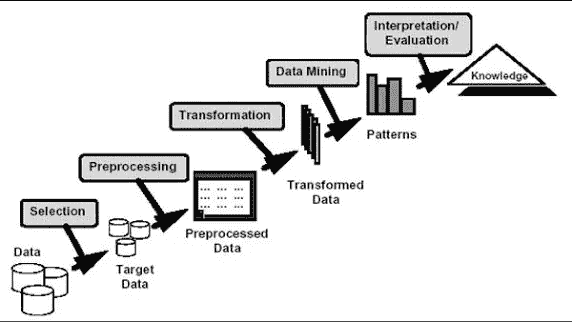 Interpretation/
Evaluation
Data Mining
Knowledge
Transformation
Patterns
Preprocessing
Transformed
Data
Selection
Preprocessed
Data
Data
Target
Data